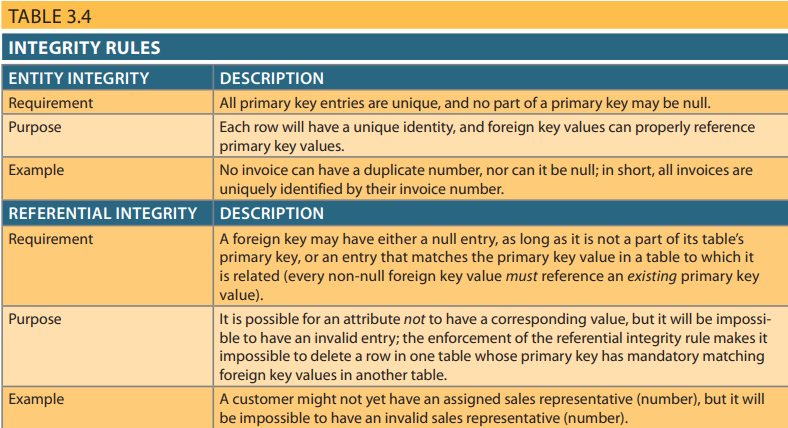 TABLE 3.4
INTEGRITY RULES
ENTITY INTEGRITY DESCRIPTION
Requirement All primary key entries are unique, and no part of a primary key may be null.
Purpose Each row will have a unique identity, and foreign key values can properly reference
primary key values.
Example No invoice can have a duplicate number, nor can it be null; in short, all invoices are
uniquely identified by their invoice number.
REFERENTIAL INTEGRITY DESCRIPTION
Requirement A foreign key may have either a null entry, as long as it is not a part of its table's
primary key, or an entry that matches the primary key value in a table to which it
is related (every non-null foreign key value must reference an existing primary key
value).
Purpose It is possible for an attribute not to have a corresponding value, but it will be impossi-
ble to have an invalid entry; the enforcement of the referential integrity rule makes it
impossible to delete a row in one table whose primary key has mandatory matching
foreign key values in another table.
Example A customer might not yet have an assigned sales representative (number), but it will
be impossible to have an invalid sales representative (number).